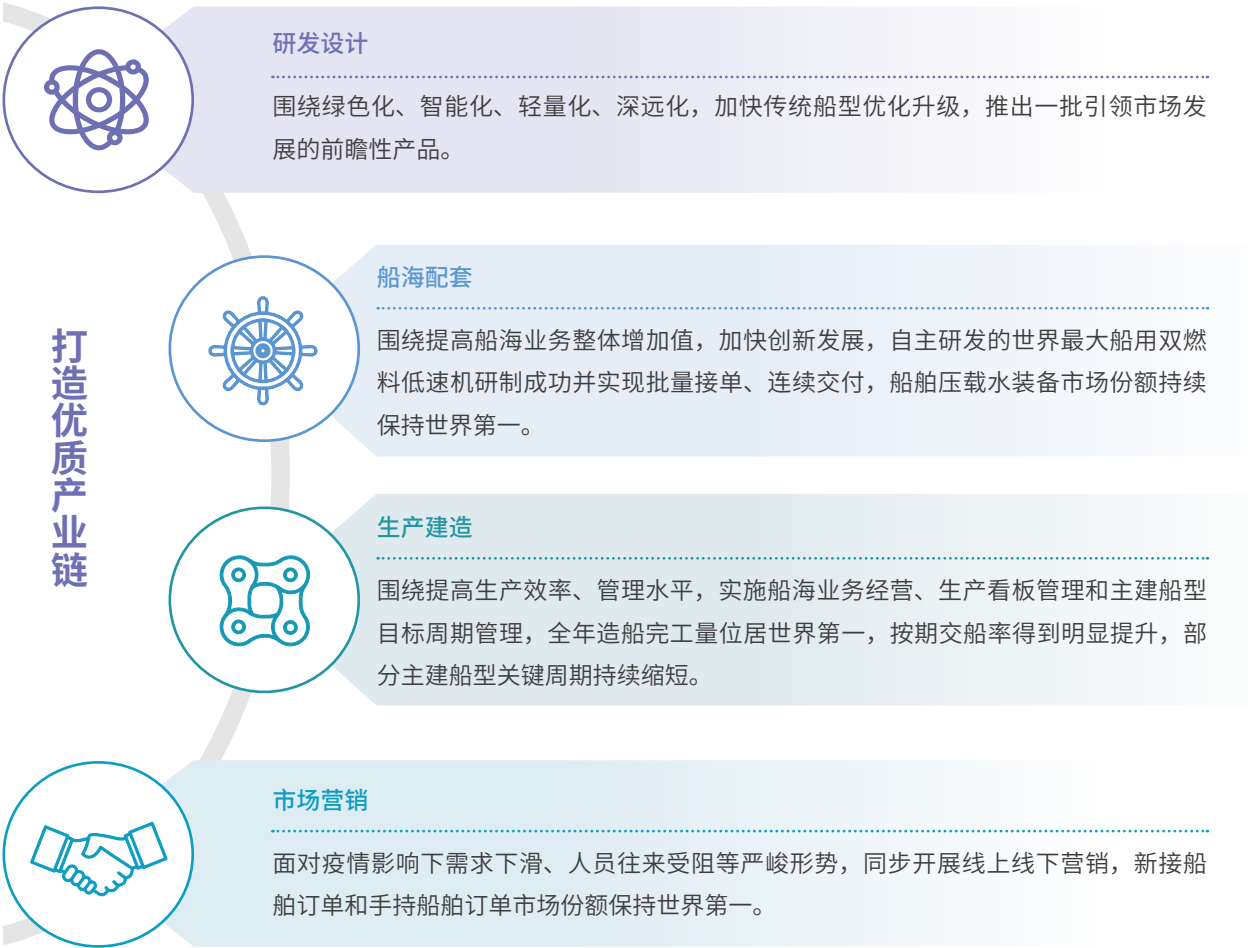 研发设计
围绕绿色化、智能化、轻量化、深远化，加快传统船型优化升级，推出一批引领市场发
展的前瞻性产品。
打造优质产业链
船海配套
围绕提高船海业务整体增加值，加快创新发展，自主研发的世界最大船用双燃
料低速机研制成功并实现批量接单、连续交付，船舶压载水装备市场份额持续
保持世界第一。
生产建造
围绕提高生产效率、管理水平，实施船海业务经营、生产看板管理和主建船型
目标周期管理，全年造船完工量位居世界第一，按期交船率得到明显提升，部
分主建船型关键周期持续缩短。
市场营销
面对疫情影响下需求下滑、人员往来受阻等严峻形势，同步开展线上线下营销，新接船
舶订单和手持船舶订单市场份额保持世界第一。